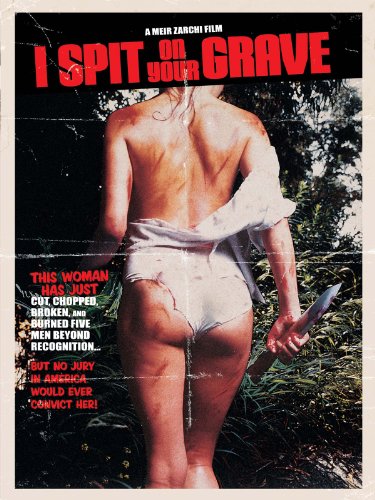 A MEIR ZARCHI FILM
I SPIT on your GRAVE
THIS WOMAN
HAS JUST
CUT, CHOPPED,
BROKEN, AND
BURNED FIVE
MEN BEYOND
RECOGNITION...
BUT NO JURY
IN AMERICA
WOULD EVER
CONVICT HER!